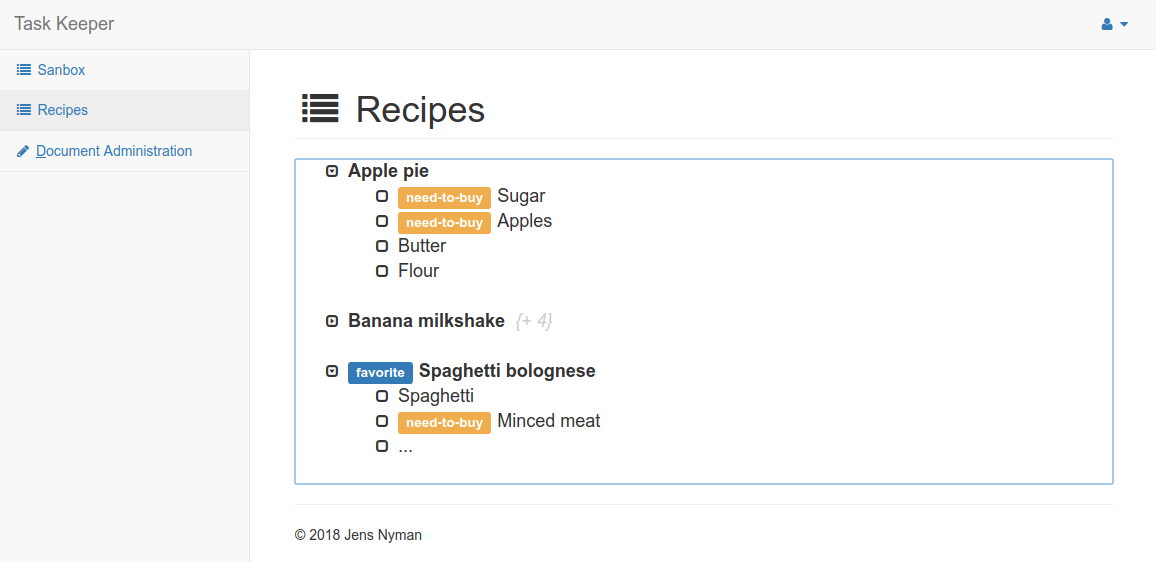 Task Keeper
Sanbox
Recipes
Document Administration
Recipes
Apple pie
need-to-buy Sugar
need-to-buy Apples
Butter
Flour
Banana milkshake {+ 4}
favorite Spaghetti bolognese
Spaghetti
need-to-buy Minced meat
...
© 2018 Jens Nyman